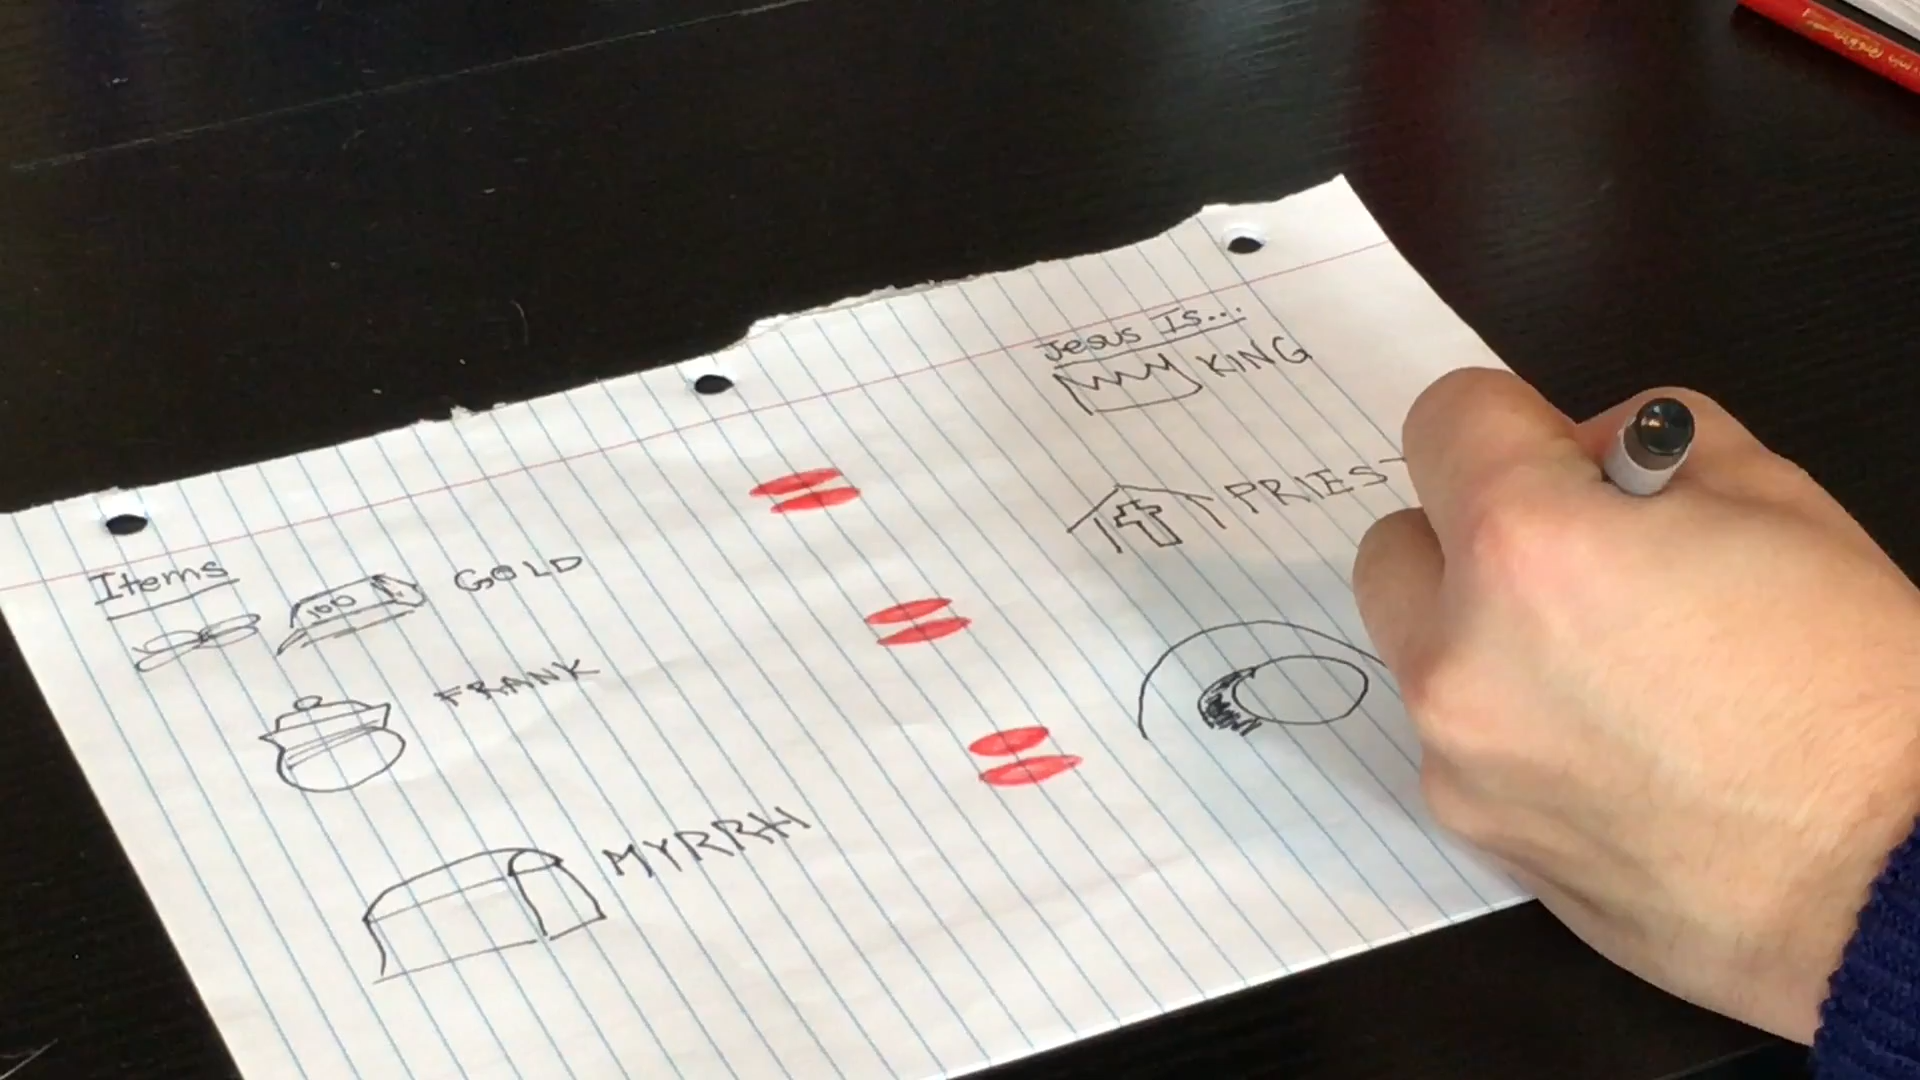 Items
100 GOLD
FRANK
MYRRH
Jesus Is...
KING
PRIEST